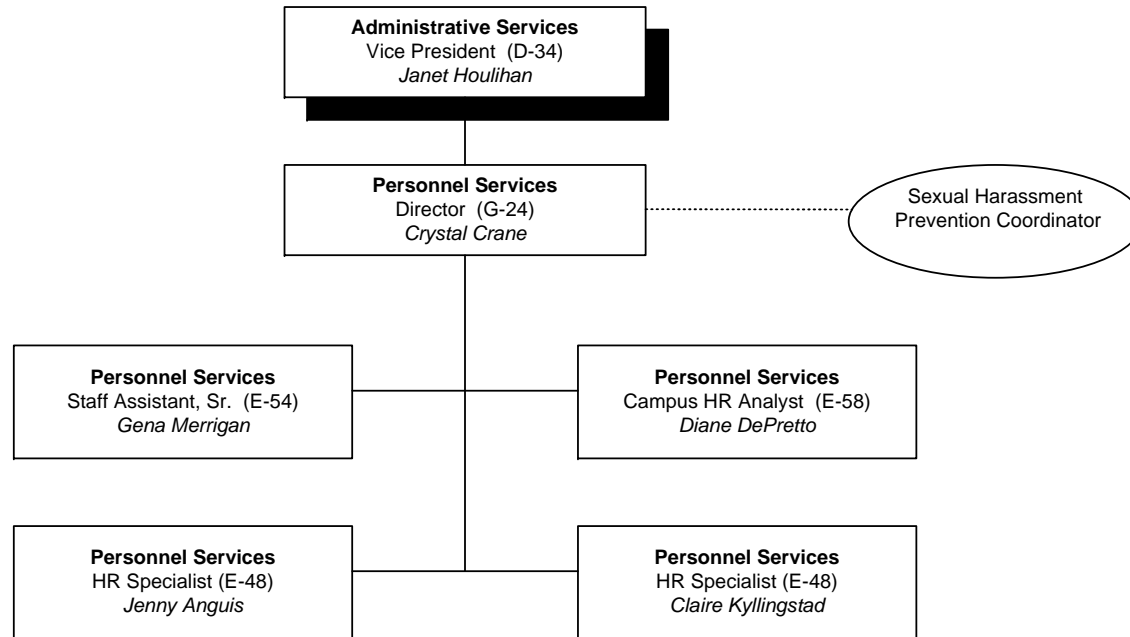 Administrative Services
Vice President (D-34)
Janet Houlihan
Personnel Services
Director (G-24)
Crystal Crane
Sexual Harassment
Prevention Coordinator
Personnel Services
Staff Assistant, Sr. (E-54)
Gena Merrigan
Personnel Services
Campus HR Analyst (E-58)
Diane DePretto
Personnel Services
HR Specialist (E-48)
Jenny Anguis
Personnel Services
HR Specialist (E-48)
Claire Kyllingstad